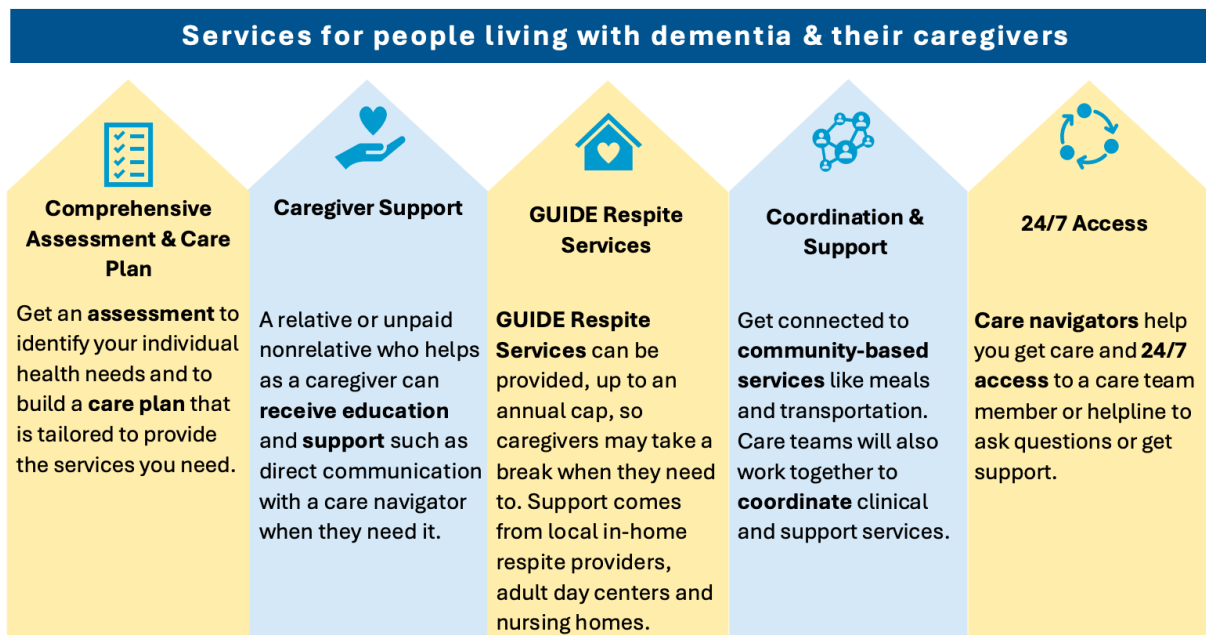 Services for people living with dementia & their caregivers
Comprehensive
Assessment & Care
Plan
Get an assessment to
identify your individual
health needs and to
build a care plan that
is tailored to provide
the services you need.
Caregiver Support
A relative or unpaid
nonrelative who helps
as a caregiver can
receive education
and support such as
direct communication
with a care navigator
when they need it.
GUIDE Respite
Services
GUIDE Respite
Services can be
provided, up to an
annual cap, so
caregivers may take a
break when they need
to. Support comes
from local in-home
respite providers,
adult day centers and
nursing homes.
Coordination &
Support
Get connected to
community-based
services like meals
and transportation.
Care teams will also
work together to
coordinate clinical
and support services.
24/7 Access
Care navigators help
you get care and 24/7
access to a care team
member or helpline to
ask questions or get
support.